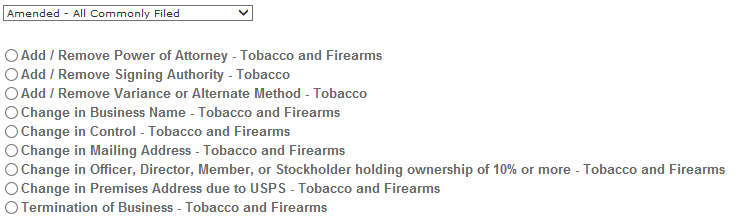 Amended - All Commonly Filed
Add / Remove Power of Attorney - Tobacco and Firearms
Add / Remove Signing Authority - Tobacco
Add / Remove Variance or Alternate Method - Tobacco
Change in Business Name - Tobacco and Firearms
Change in Control - Tobacco and Firearms
Change in Mailing Address - Tobacco and Firearms
Change in Officer, Director, Member, or Stockholder holding ownership of 10% or more - Tobacco and Firearms
Change in Premises Address due to USPS - Tobacco and Firearms
Termination of Business - Tobacco and Firearms